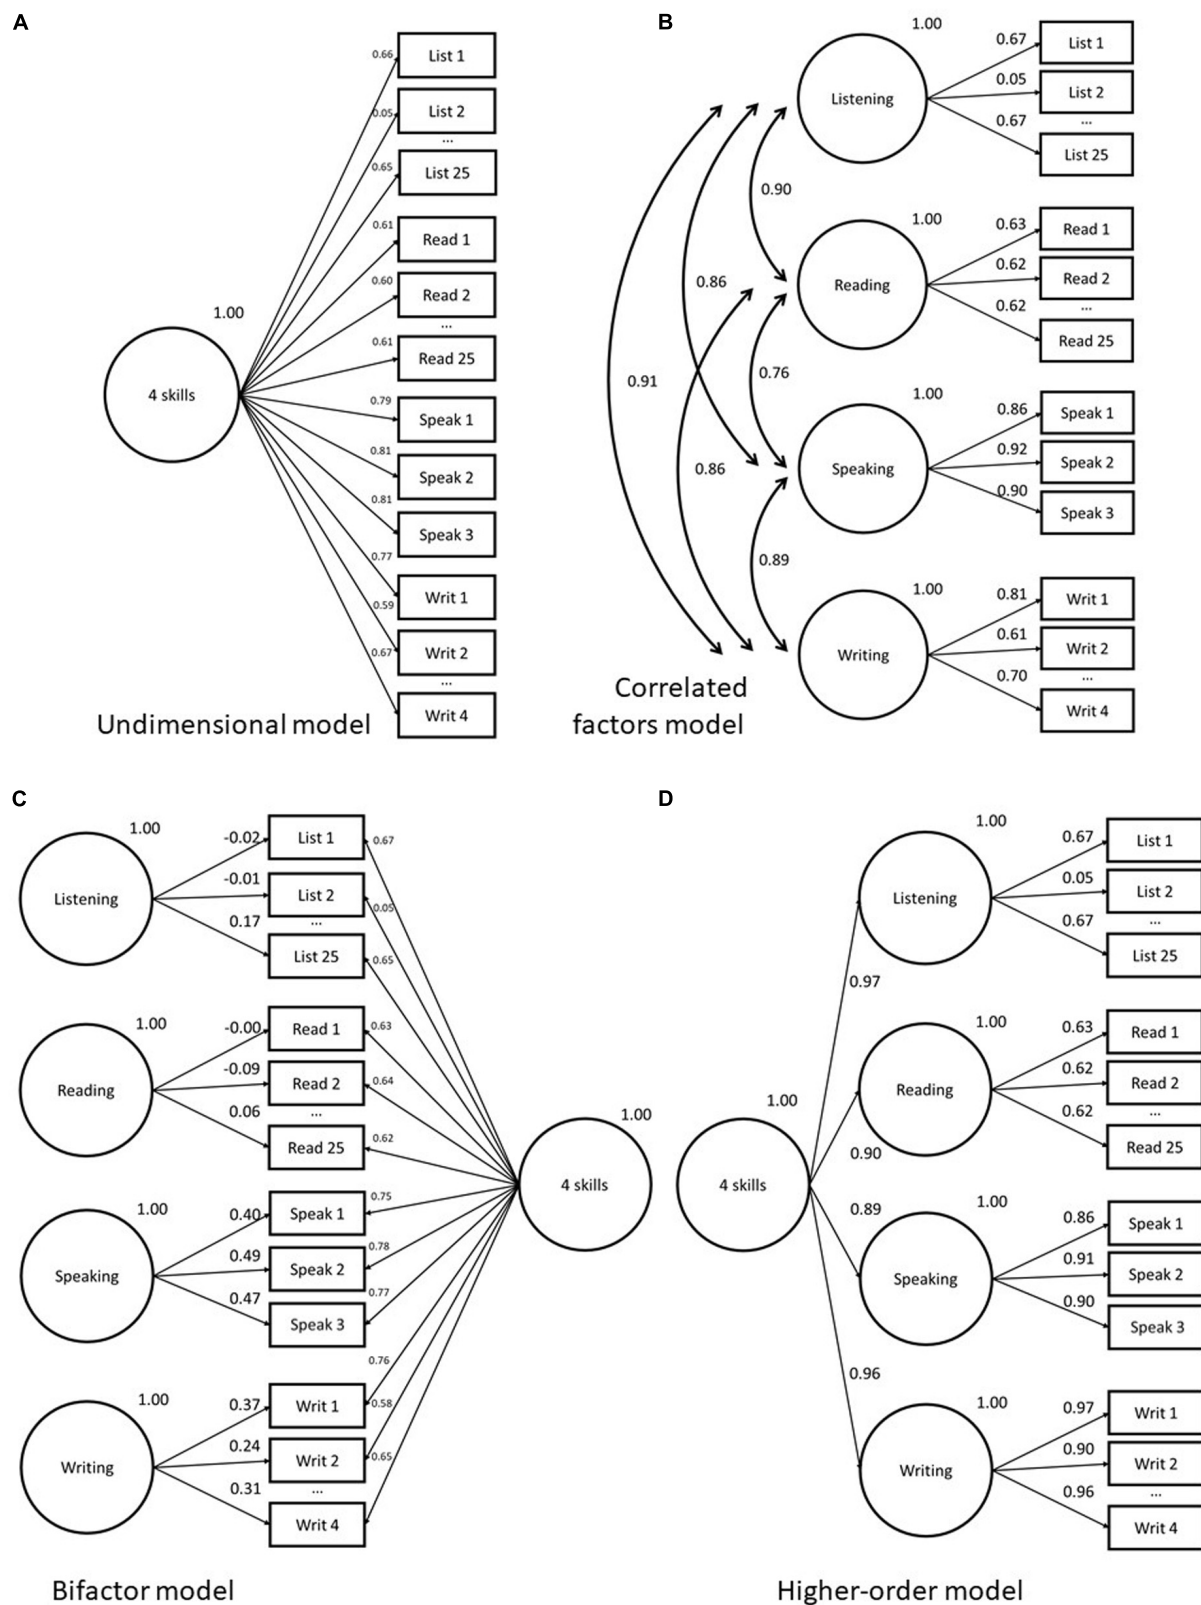 A
1.00
4 skills
0.66
List 1
0.05
List 2
...
0.65
List 25
0.61
Read 1
0.60
Read 2
...
0.61
Read 25
0.79
Speak 1
0.81
Speak 2
0.81
Speak 3
0.77
Writ 1
0.59
Writ 2
...
0.67
Writ 4
Undimensional model
B
1.00
Listening
0.67
List 1
0.05
List 2
...
0.67
List 25
0.90
1.00
Reading
0.63
Read 1
0.62
Read 2
...
0.62
Read 25
0.86
0.91
0.76
1.00
Speaking
0.86
Speak 1
0.92
Speak 2
0.90
Speak 3
0.86
0.89
1.00
Writing
0.81
Writ 1
0.61
Writ 2
...
0.70
Writ 4
Correlated
factors model
C
1.00
Listening
-0.02
List 1
0.67
-0.01
List 2
0.05
...
0.17
List 25
0.65
1.00
Reading
-0.00
Read 1
0.63
-0.09
Read 2
0.64
...
0.06
Read 25
0.62
1.00
Speaking
0.40
Speak 1
0.75
0.49
Speak 2
0.78
0.47
Speak 3
0.77
1.00
Writing
0.37
Writ 1
0.76
0.24
Writ 2
0.58
...
0.31
Writ 4
0.65
1.00
4 skills
Bifactor model
D
1.00
4 skills
0.97
0.90
0.89
0.96
1.00
Listening
0.67
List 1
0.05
List 2
...
0.67
List 25
1.00
Reading
0.63
Read 1
0.62
Read 2
...
0.62
Read 25
1.00
Speaking
0.86
Speak 1
0.91
Speak 2
0.90
Speak 3
1.00
Writing
0.97
Writ 1
0.90
Writ 2
...
0.96
Writ 4
Higher-order model